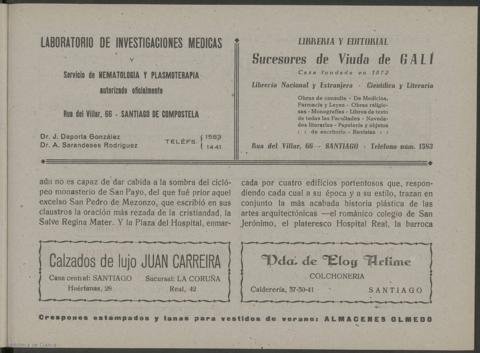 LABORATORIO DE INVESTIGACIONES MEDICAS
Y
Servicio de HEMATOLOGIA Y PLASMOTERAPIA
autorizado oficialmente
Rua del Villar, 66 - SANTIAGO DE COMPOSTELA
Dr. J. Deporta González
Dr. A. Sarandeses Rodríguez
TELÉFS. { 1583
1441
LIBRERIA Y EDITORIAL
Sucesores de Viuda de GALÍ
Casa fundada en 1872
Librería Nacional y Extranjera - Científica y Literaria
Obras de consulta - De Medicina,
Farmacia y Leyes - Obras religio-
sas - Monografías - Libros de texto
de todas las Facultades - Noveda-
des literarias - Papelería y objetos
: : de escritorio - Revistas : :
Rua del Villar, 66 - SANTIAGO - Teléfono núm. 1583
aún no es capaz de dar cabida a la sombra del cicló-
peo monasterio de San Payo, del que fué prior aquel
excelso San Pedro de Mezonzo, que escribió en sus
claustros la oración más rezada de la cristiandad, la
Salve Regina Mater. Y la Plaza del Hospital, enmar-
cada por cuatro edificios portentosos que, respon-
diendo cada cual a su época y a su estilo, trazan en
conjunto la más acabada historia plástica de las
artes arquitectónicas —el románico colegio de San
Jerónimo, el plateresco Hospital Real, la barroca
Calzados de lujo JUAN CARREIRA
Casa central: SANTIAGO
Huérfanas, 28
Sucursal: LA CORUÑA
Real, 42
Vda. de Eloy Artime
COLCHONERIA
Calderería, 37-39-41
SANTIAGO
Crespones estampados y lanas para vestidos de verano: ALMACENES OLMEDO